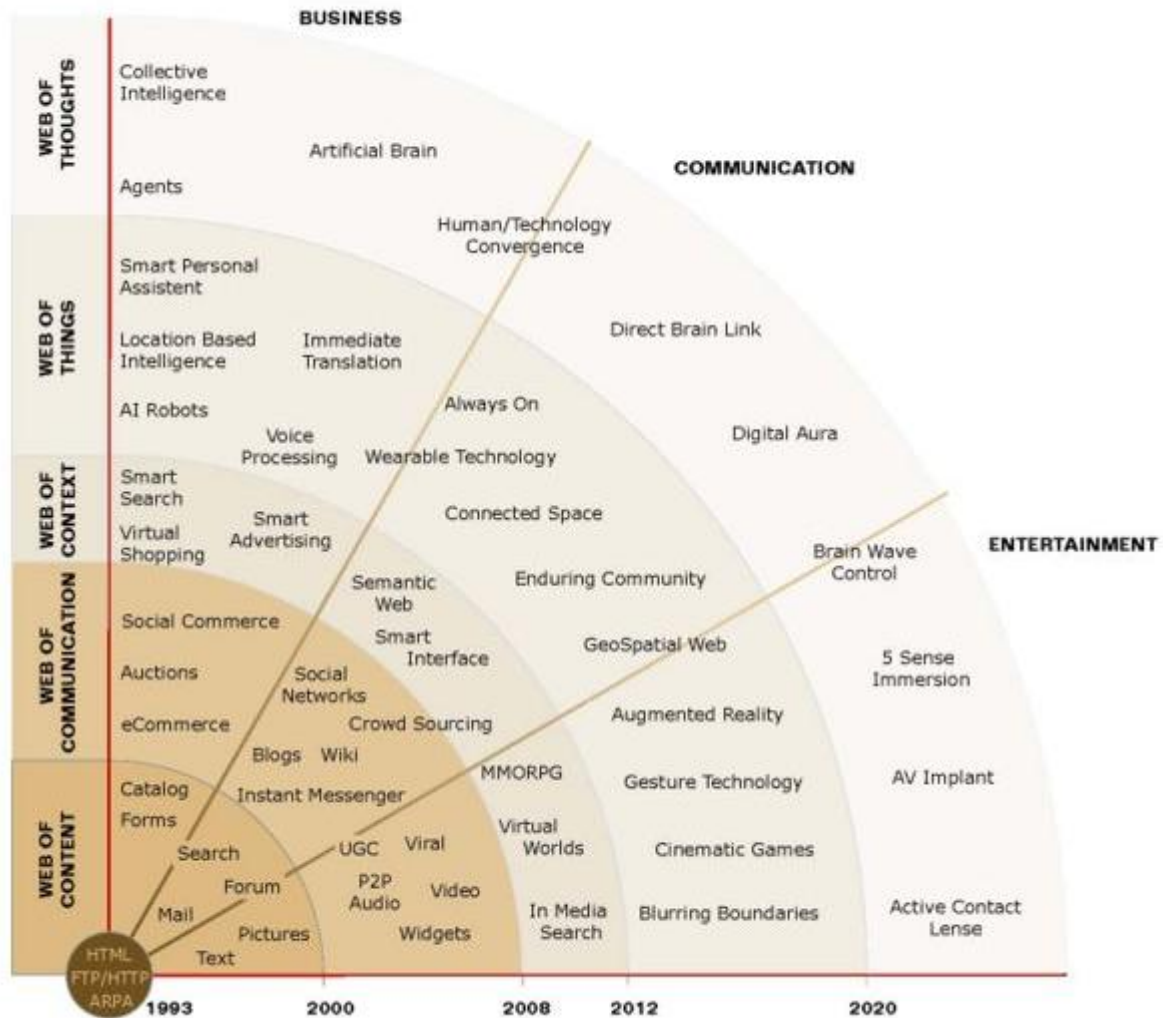 BUSINESS
COMMUNICATION
ENTERTAINMENT
WEB OF
THOUGHTS
Collective
Intelligence
Artificial Brain
Agents
Human/Technology
Convergence
Direct Brain Link
Digital Aura
Brain Wave
Control
5 Sense
Immersion
AV Implant
Active Contact
Lense
WEB OF
THINGS
Smart Personal
Assistent
Location Based
Intelligence
Immediate
Translation
AI Robots
Voice
Processing
Always On
Wearable Technology
Connected Space
Enduring Community
GeoSpatial Web
Augmented Reality
Gesture Technology
Cinematic Games
Blurring Boundaries
WEB OF
CONTEXT
Smart
Search
Virtual
Shopping
Smart
Advertising
Semantic
Web
Smart
Interface
MMORPG
Virtual
Worlds
In Media
Search
WEB OF
COMMUNICATION
Social Commerce
Auctions
eCommerce
Social
Networks
Crowd Sourcing
Blogs
Wiki
Instant Messenger
UGC
Viral
P2P
Audio
Video
Widgets
WEB OF
CONTENT
Catalog
Forms
Search
Forum
Mail
Pictures
Text
HTML
FTP/HTTP
ARPA
1993
2000
2008
2012
2020